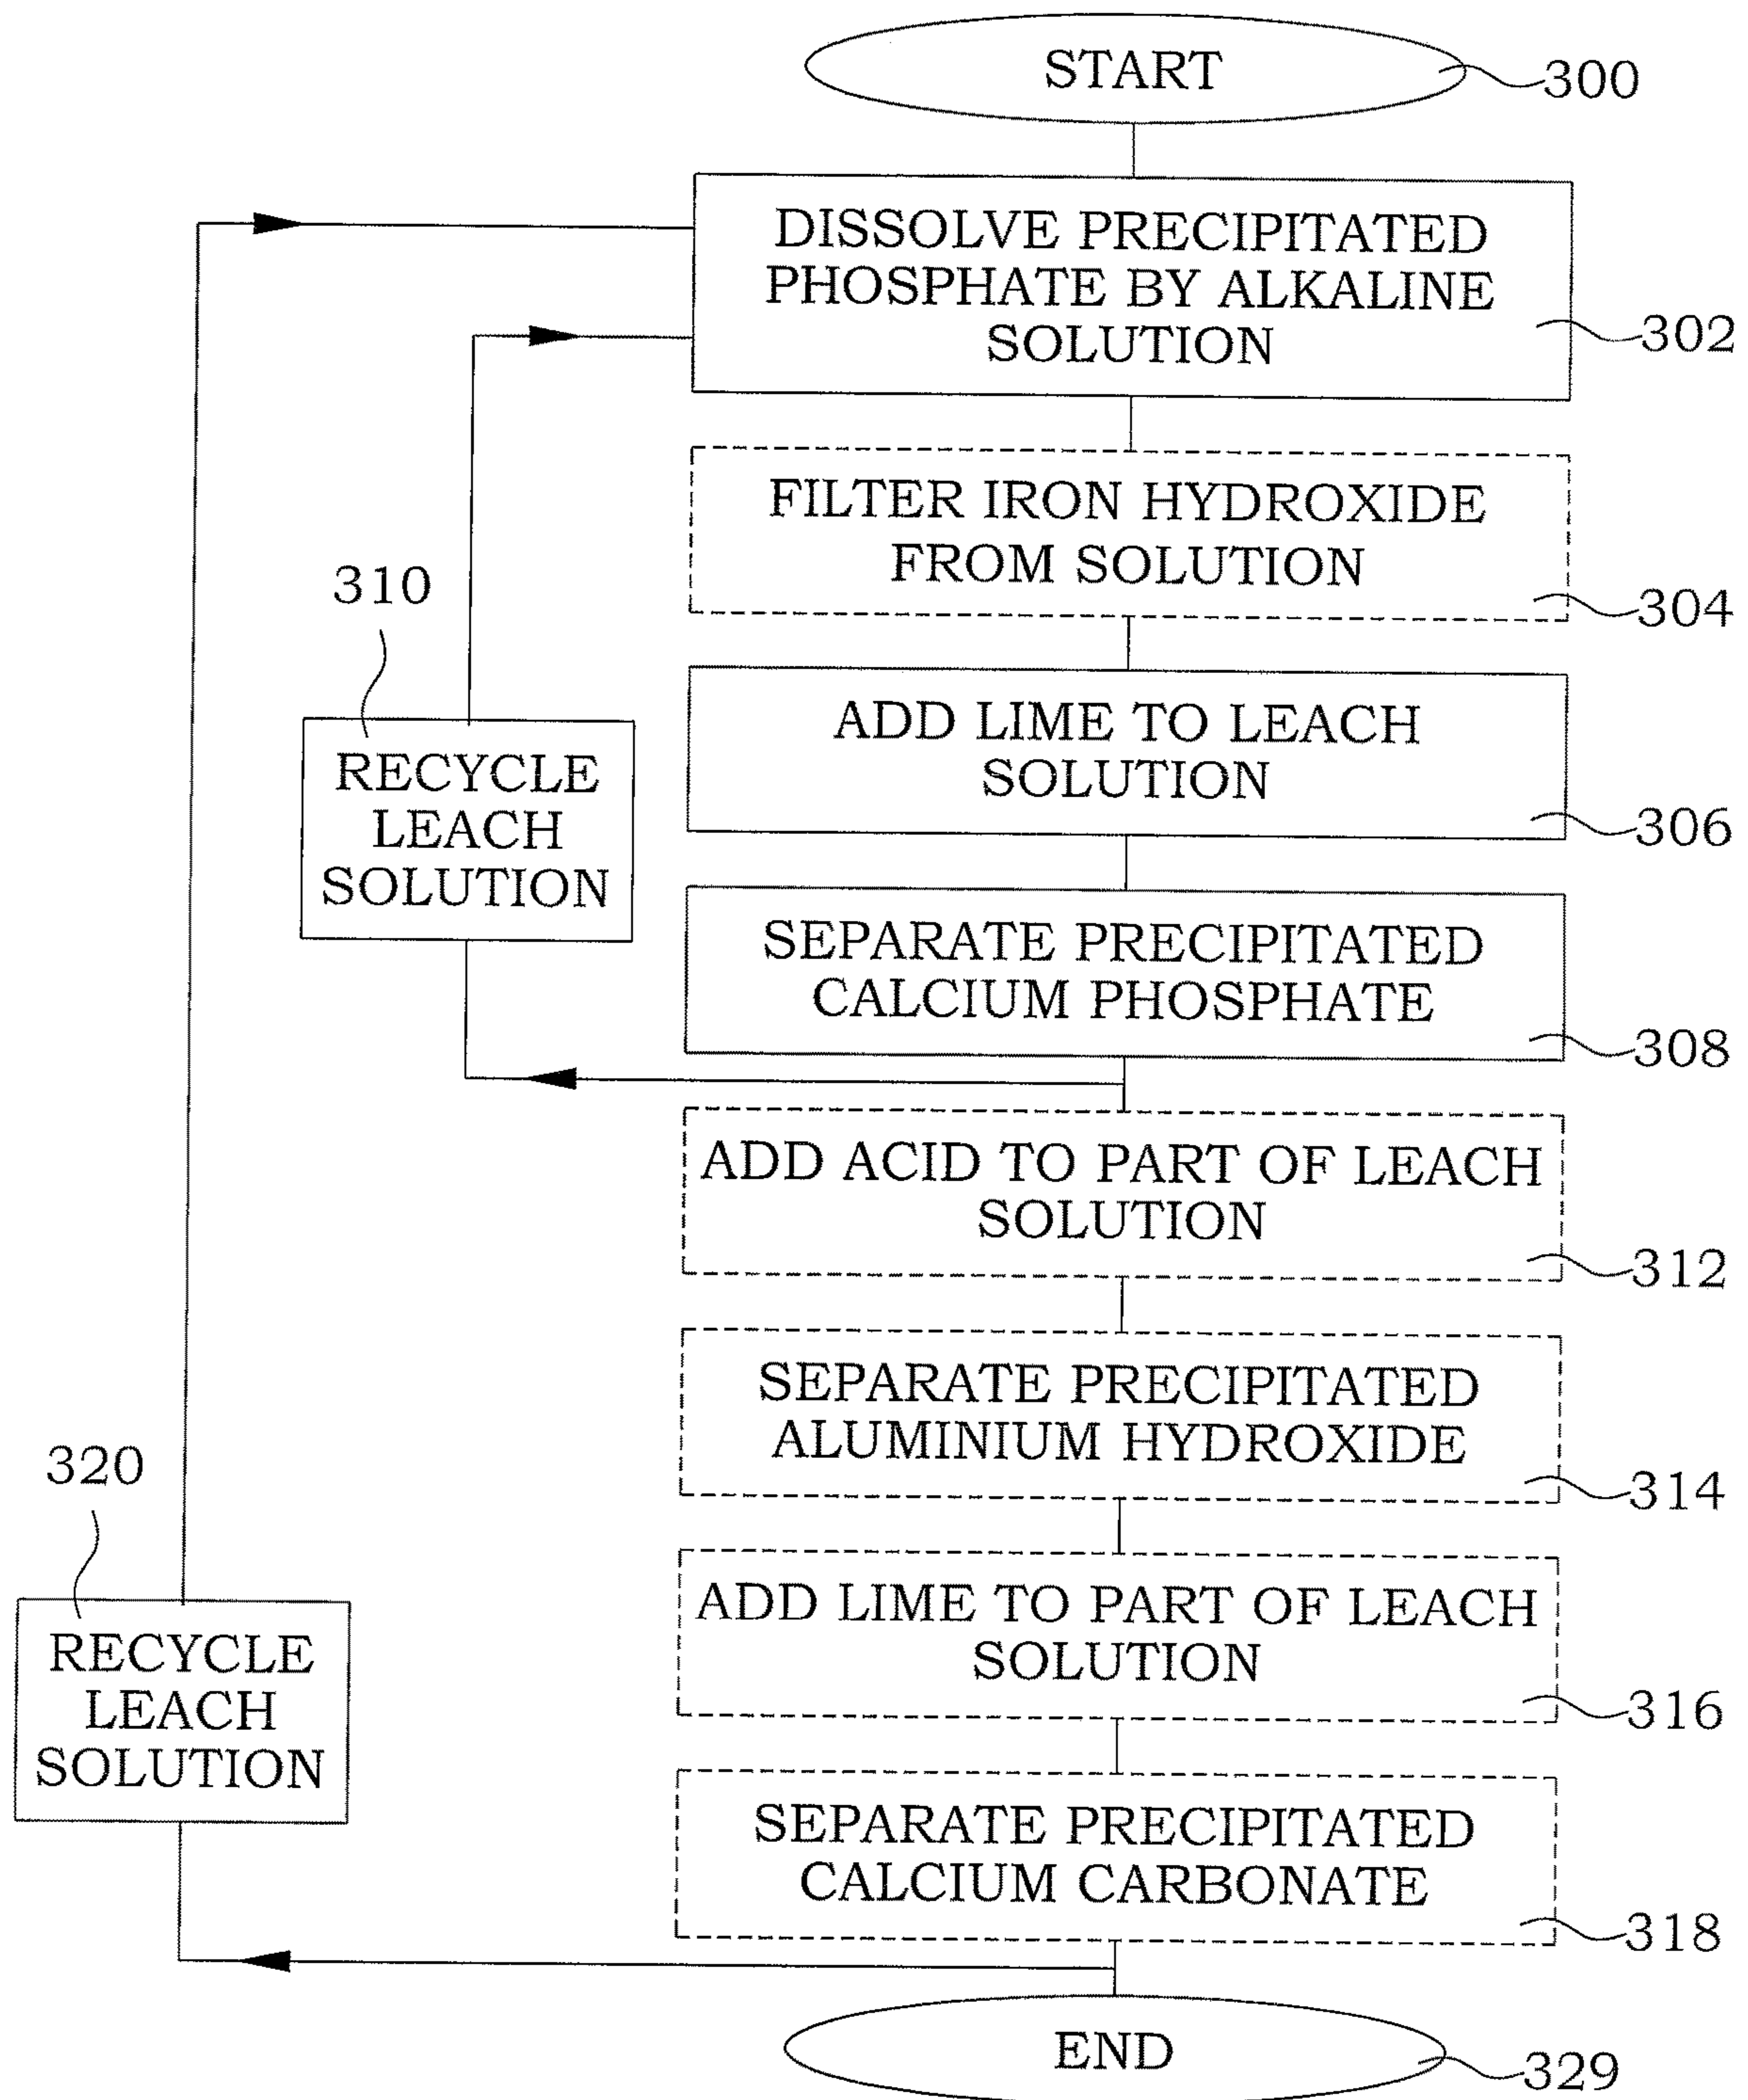 START
300
DISSOLVE PRECIPITATED
PHOSPHATE BY ALKALINE
SOLUTION
302
FILTER IRON HYDROXIDE
FROM SOLUTION
304
310
RECYCLE
LEACH
SOLUTION
ADD LIME TO LEACH
SOLUTION
306
SEPARATE PRECIPITATED
CALCIUM PHOSPHATE
308
ADD ACID TO PART OF LEACH
SOLUTION
312
SEPARATE PRECIPITATED
ALUMINIUM HYDROXIDE
314
320
RECYCLE
LEACH
SOLUTION
ADD LIME TO PART OF LEACH
SOLUTION
316
SEPARATE PRECIPITATED
CALCIUM CARBONATE
318
END
329